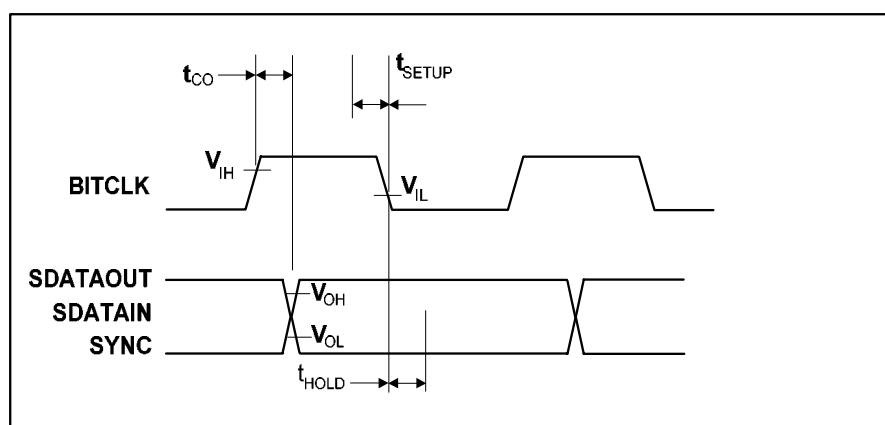 tCO
tSETUP
VIH
BITCLK
VIL
SDATAOUT
VOH
SDATAIN
VOL
SYNC
tHOLD